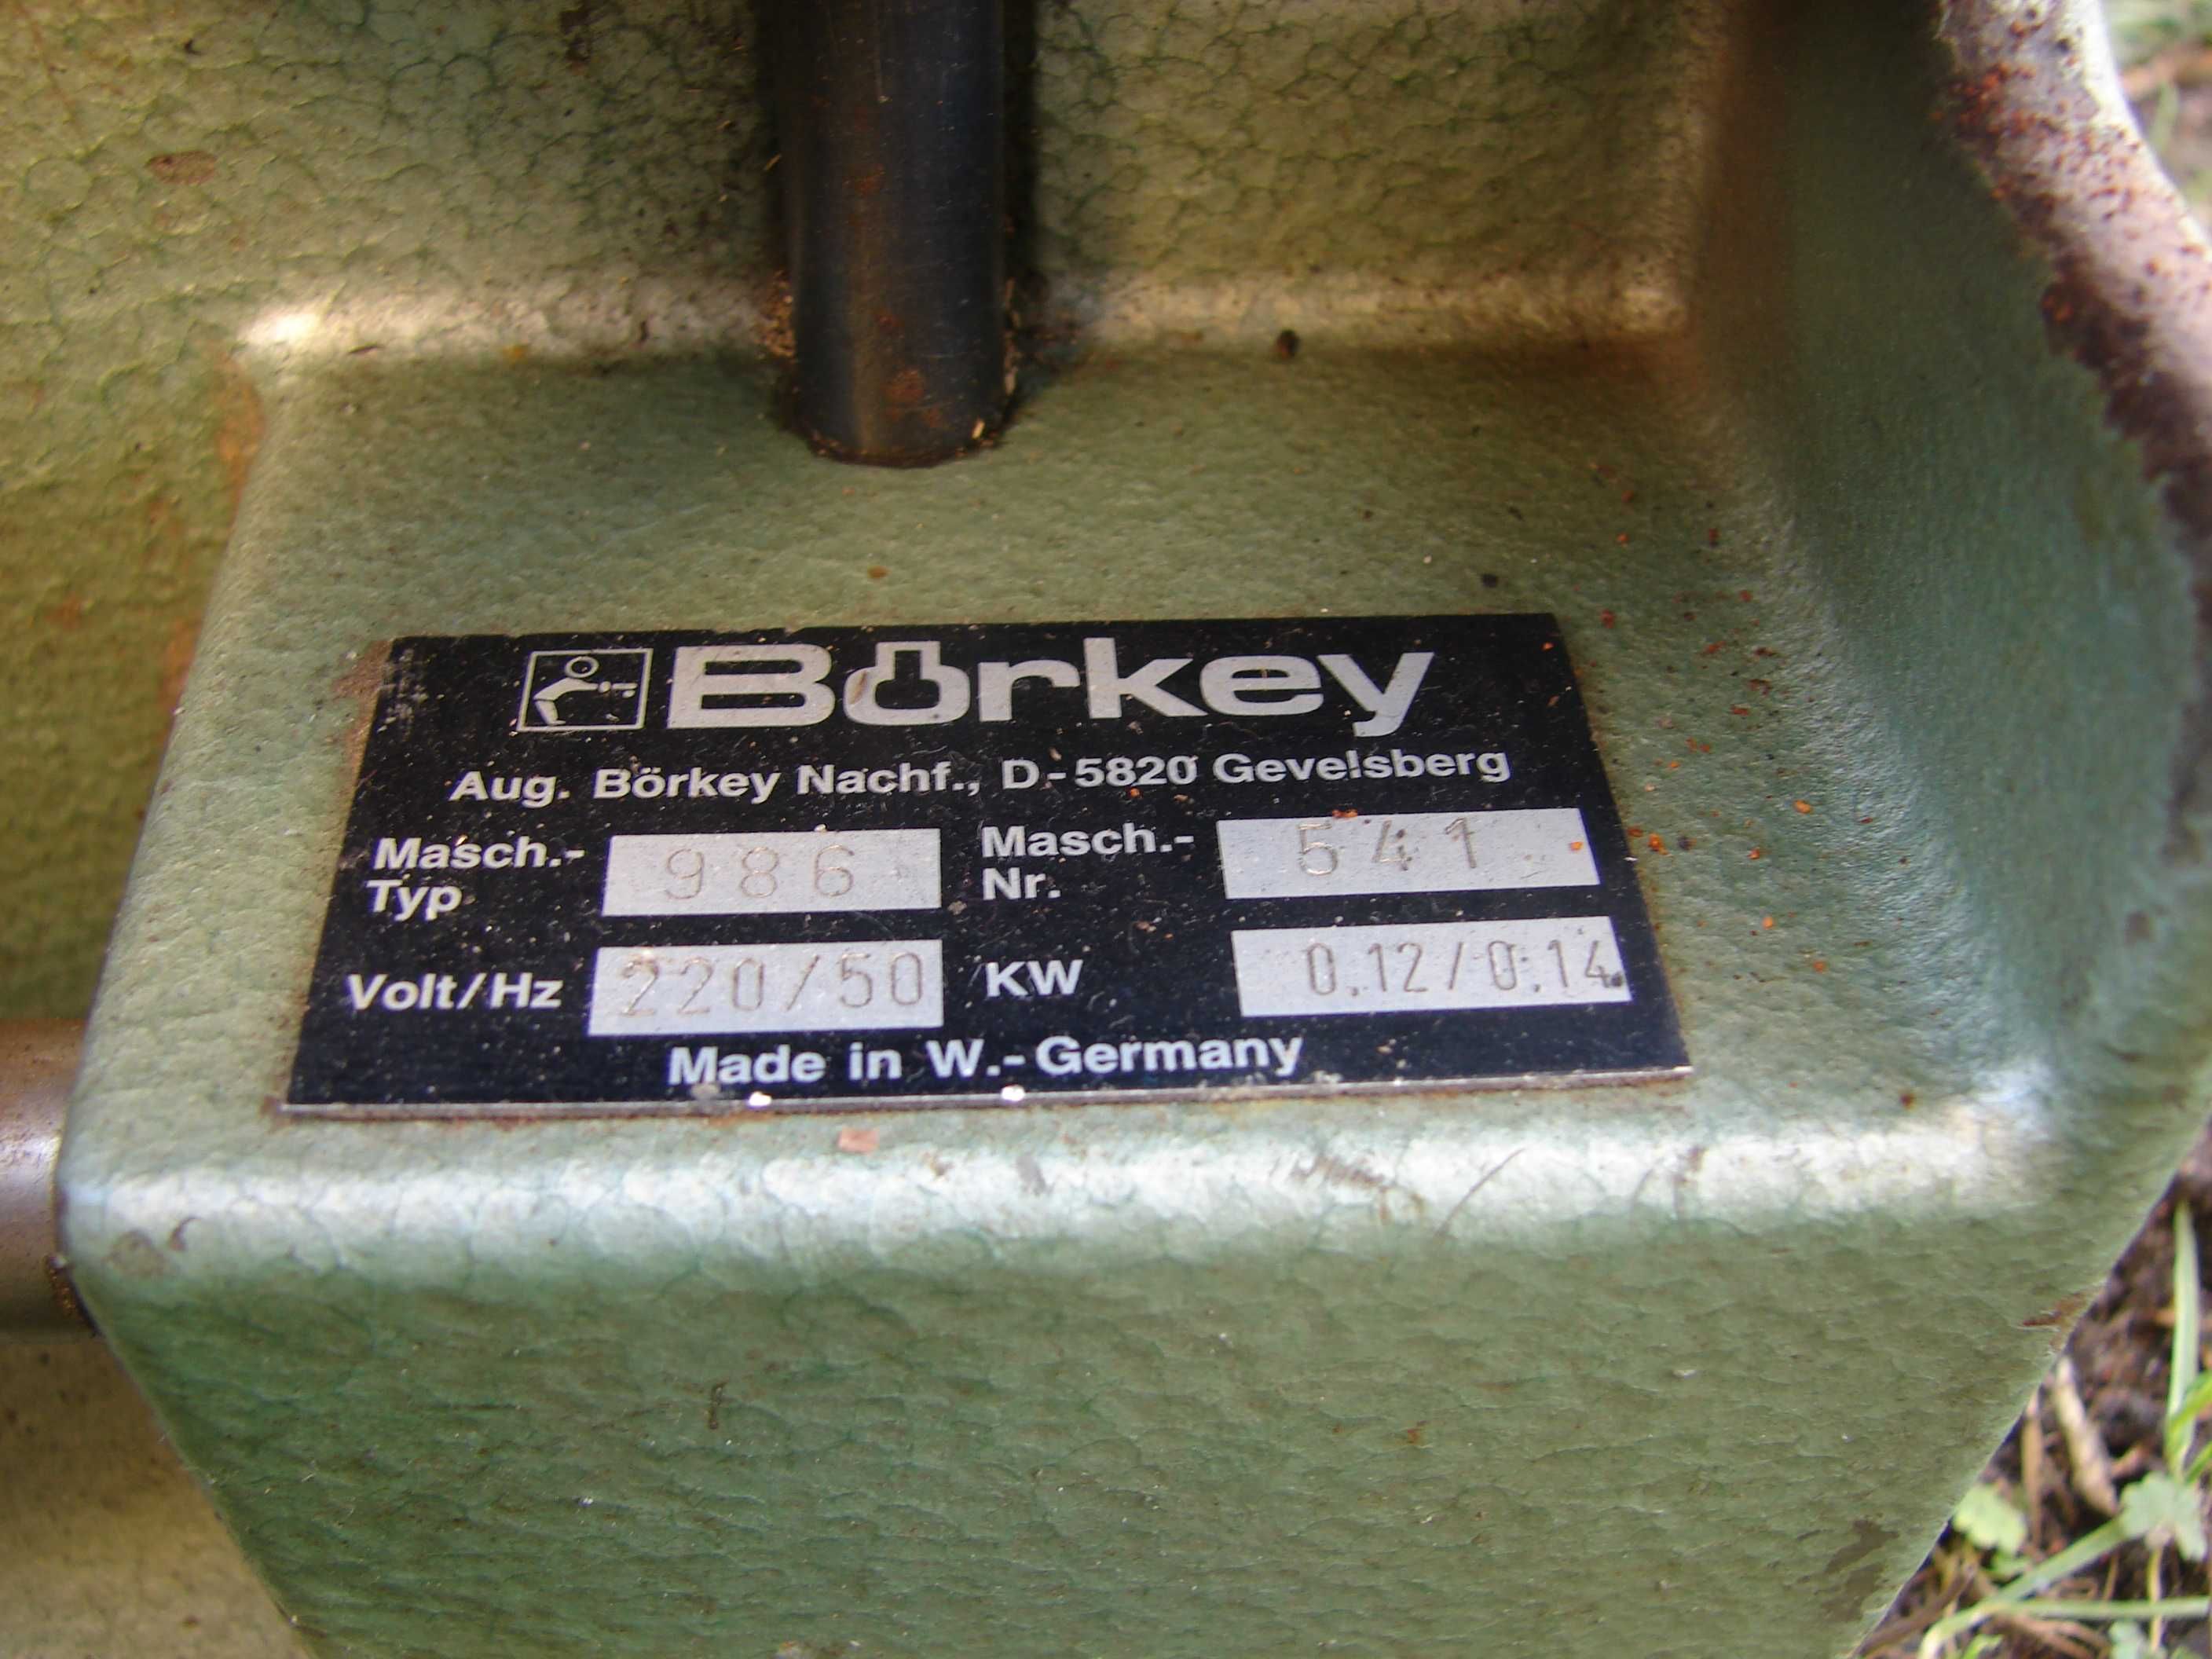 Börkey
Aug. Börkey Nachf., D-5820 Gevelsberg
Masch.-Typ 986 Masch.-Nr. 541
Volt/Hz 220/50 KW 0.12/0.14
Made in W.-Germany